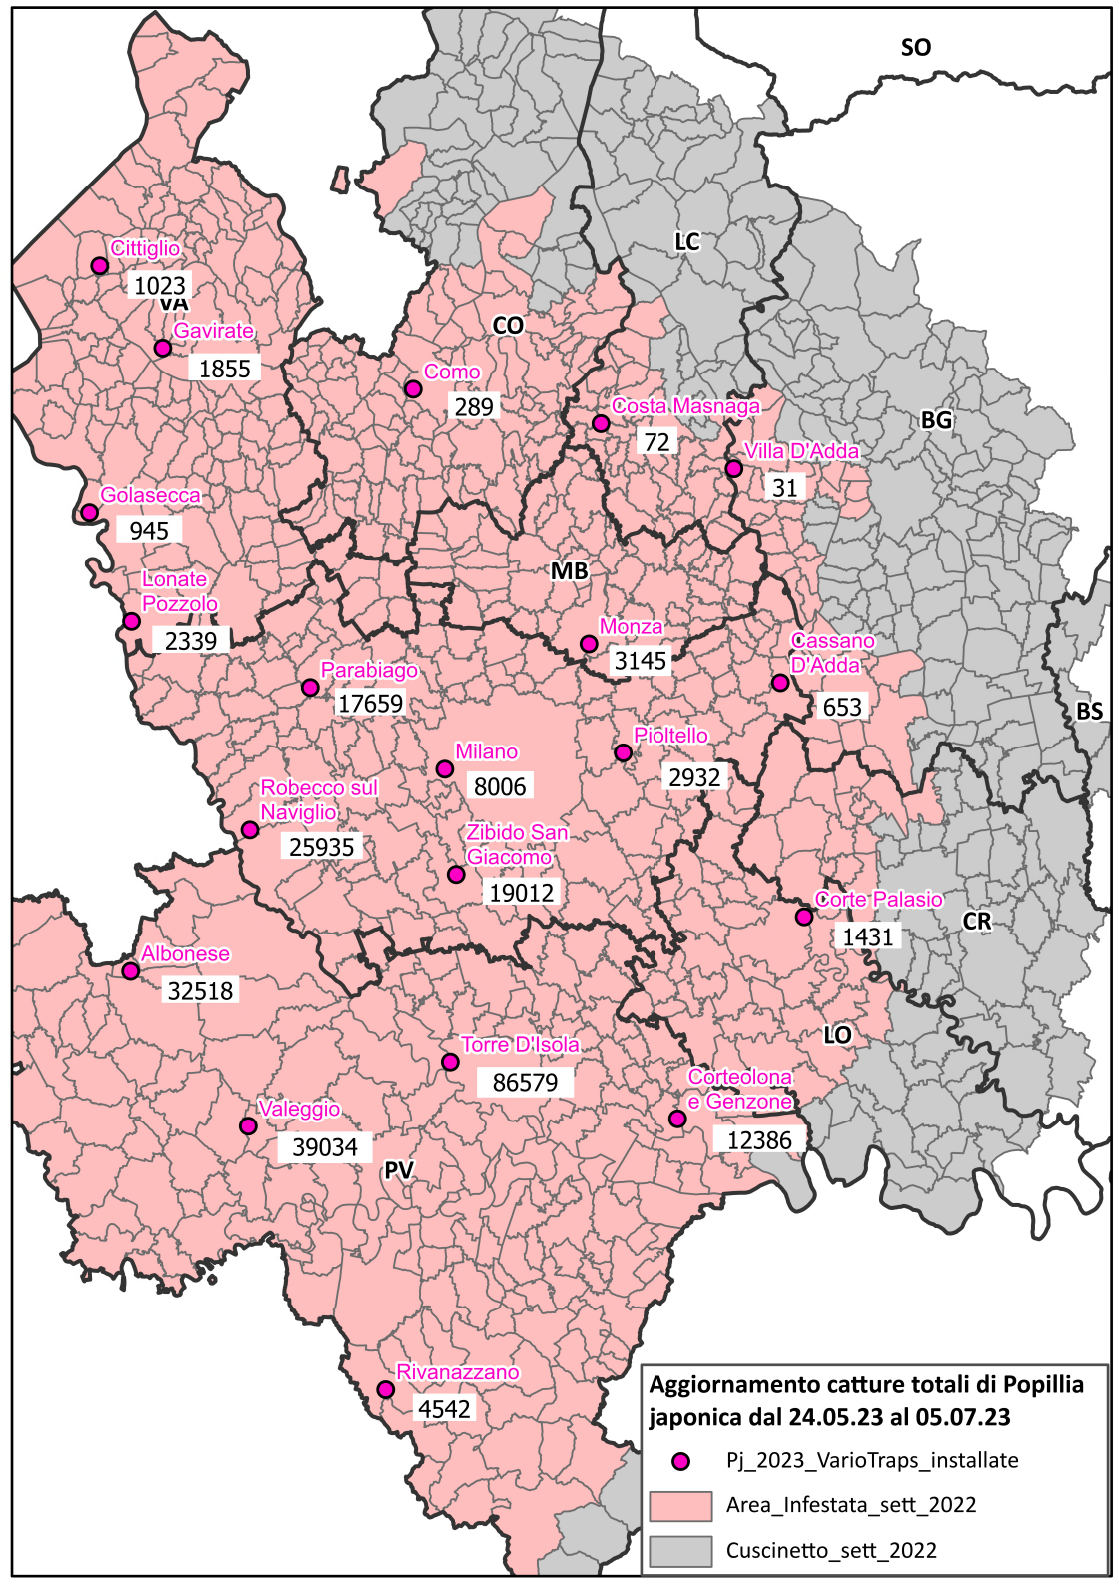 SO
LC
Cittiglio
1023
VA
Gavirate
1855
CO
Como
289
Costa Masnaga
72
BG
Villa D'Adda
31
Golasecca
945
MB
Lonate
Pozzolo
2339
Monza
3145
Cassano
D'Adda
653
Parabiago
17659
BS
Pioltello
2932
Milano
8006
Robecco sul
Naviglio
25935
Zibido San
Giacomo
19012
Corte Palasio
1431
CR
Albonese
32518
LO
Torre D'Isola
86579
Corteolona
e Genzone
12386
Valeggio
39034
PV
Rivanazzano
4542
Aggiornamento catture totali di Popillia
japonica dal 24.05.23 al 05.07.23
Pj_2023_VarioTraps_installate
Area_Infestata_sett_2022
Cuscinetto_sett_2022